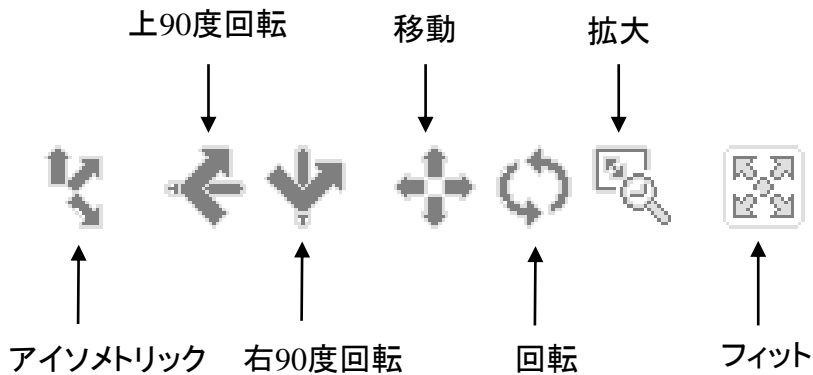 上90度回転
移動
拡大
アイソメトリック
右90度回転
回転
フィット